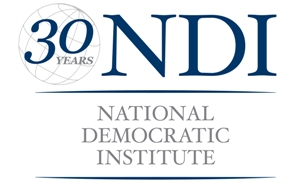 30 YEARS NDI
NATIONAL
DEMOCRATIC
INSTITUTE